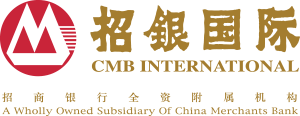 招銀国际
CMB INTERNATIONAL
招商银行全资附属机构
A Wholly Owned Subsidiary Of China Merchants Bank